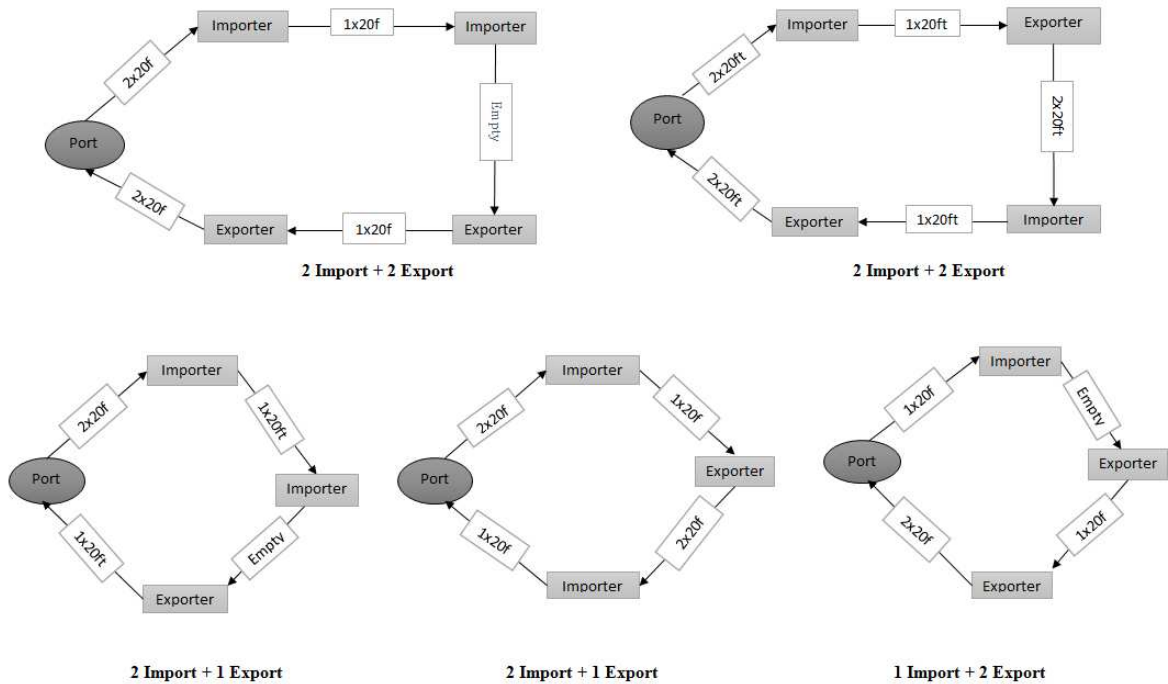 Importer
1x20f
Importer
2x20f
Empty
Port
2x20f
Exporter
1x20f
Exporter
2 Import + 2 Export
Importer
1x20ft
Exporter
2x20ft
2x20ft
Port
2x20ft
Exporter
1x20ft
Importer
2 Import + 2 Export
Importer
2x20f
1x20ft
Port
Importer
1x20ft
Empty
Exporter
2 Import + 1 Export
Importer
2x20f
1x20f
Port
Exporter
1x20f
2x20f
Importer
2 Import + 1 Export
Importer
1x20f
Empty
Port
Exporter
2x20f
1x20f
Exporter
1 Import + 2 Export